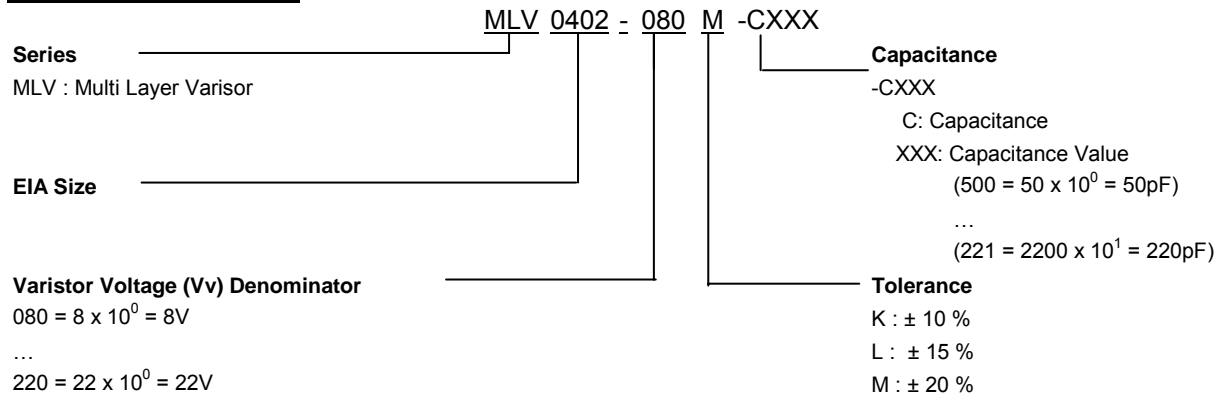 MLV 0402 - 080 M -CXXX
Series
MLV : Multi Layer Varisor
EIA Size
Varistor Voltage (Vv) Denominator
080 = 8 x 10⁰ = 8V
…
220 = 22 x 10⁰ = 22V
Capacitance
-CXXX
C: Capacitance
XXX: Capacitance Value
(500 = 50 x 10⁰ = 50pF)
…
(221 = 2200 x 10¹ = 220pF)
Tolerance
K : ± 10 %
L : ± 15 %
M : ± 20 %